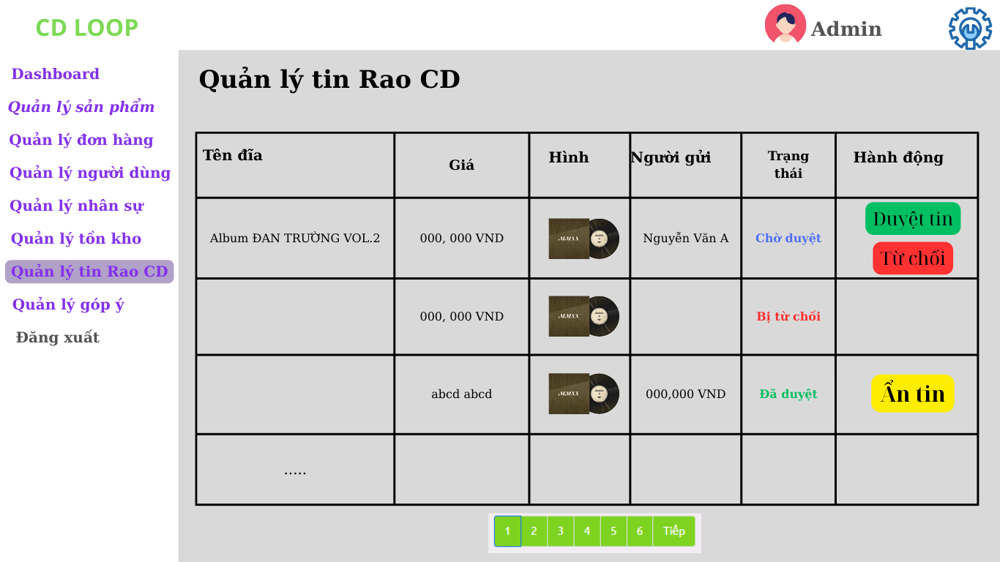 CD LOOP
Admin
Dashboard
Quản lý sản phẩm
Quản lý đơn hàng
Quản lý người dùng
Quản lý nhân sự
Quản lý tồn kho
Quản lý tin Rao CD
Quản lý góp ý
Đăng xuất
Quản lý tin Rao CD
Tên đĩa
Giá
Hình
Người gửi
Trạng
thái
Hành động
Album ĐAN TRƯỜNG VOL.2
000, 000 VND
MMXX
Nguyễn Văn A
Chờ duyệt
Duyệt tin
Từ chối
000, 000 VND
MMXX
Bị từ chối
abcd abcd
MMXX
000,000 VND
Đã duyệt
Ẩn tin
.....
1 2 3 4 5 6 Tiếp